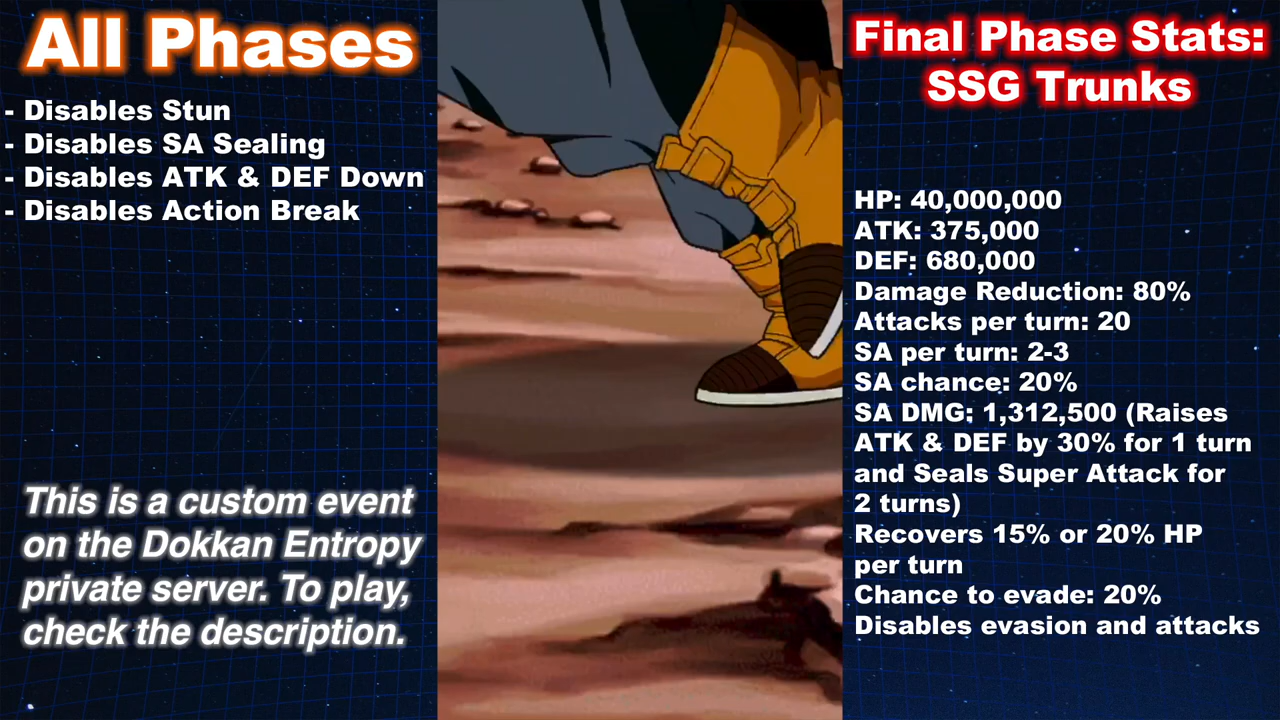 All Phases
- Disables Stun
- Disables SA Sealing
- Disables ATK & DEF Down
- Disables Action Break
This is a custom event
on the Dokkan Entropy
private server. To play,
check the description.
Final Phase Stats:
SSG Trunks
HP: 40,000,000
ATK: 375,000
DEF: 680,000
Damage Reduction: 80%
Attacks per turn: 20
SA per turn: 2-3
SA chance: 20%
SA DMG: 1,312,500 (Raises
ATK & DEF by 30% for 1 turn
and Seals Super Attack for
2 turns)
Recovers 15% or 20% HP
per turn
Chance to evade: 20%
Disables evasion and attacks